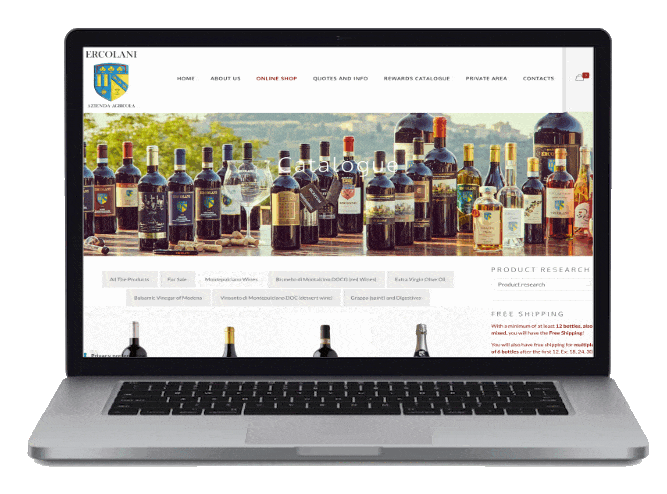 ERCOLANI
AZIENDA AGRICOLA
HOME ABOUT US ONLINE SHOP QUOTES AND INFO REWARDS CATALOGUE PRIVATE AREA CONTACTS
Catalogue
All The Products For Sale Montepulciano Wines Brunello di Montalcino DOCG (red Wines) Extra Virgin Olive Oil
Balsamic Vinegar of Modena Vinsanto di Montepulciano DOC (dessert wine) Grappa (spirit) and Digestives
PRODUCT RESEARCH
Product research
FREE SHIPPING
With a minimum of at least 12 bottles, also
mixed, you will have the Free Shipping!
You will also have free shipping for multiple
of 6 bottles after the first 12. Ex: 18, 24, 30
Privacy